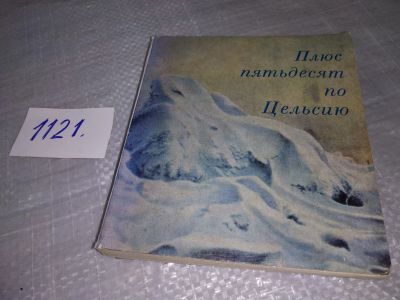 1121.
Плюс
пятьдесят
по
Цельсию